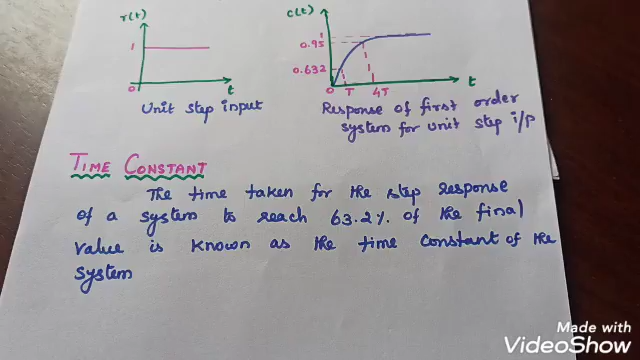 r(t)
1
0
t
Unit step input
c(t)
1
0.95
0.632
0
T
4T
t
Response of first order
system for unit step i/p
TIME CONSTANT
The time taken for the step response
of a system to reach 63.2% of the final
value is known as the time constant of the
system
Made with
VideoShow